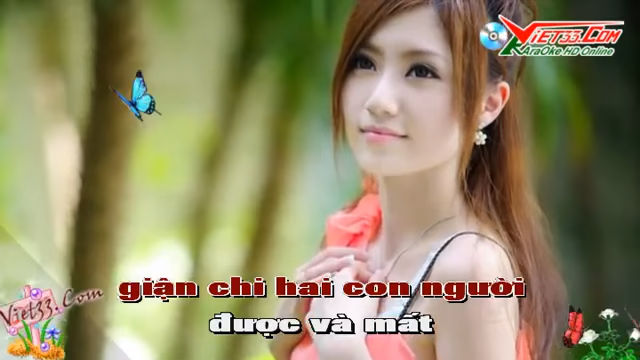 Viet33.Com
KAraOke.HD Online
Viet33.Com
giận chi hai con người
được và mất